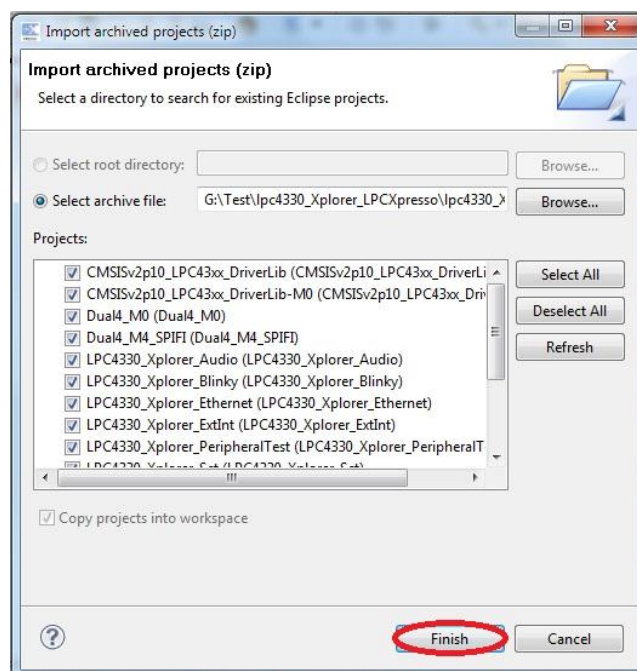 Import archived projects (zip)
Import archived projects (zip)
Select a directory to search for existing Eclipse projects.
Select root directory:
Browse...
Select archive file:
G:\Test\lpc4330_Xplorer_LPCXpresso\lpc4330_X
Browse...
Projects:
CMSISv2p10_LPC43xx_DriverLib (CMSISv2p10_LPC43xx_DriverLi
CMSISv2p10_LPC43xx_DriverLib-M0 (CMSISv2p10_LPC43xx_Driv
Dual4_M0 (Dual4_M0)
Dual4_M4_SPIFI (Dual4_M4_SPIFI)
LPC4330_Xplorer_Audio (LPC4330_Xplorer_Audio)
LPC4330_Xplorer_Blinky (LPC4330_Xplorer_Blinky)
LPC4330_Xplorer_Ethernet (LPC4330_Xplorer_Ethernet)
LPC4330_Xplorer_ExtInt (LPC4330_Xplorer_ExtInt)
LPC4330_Xplorer_PeripheralTest (LPC4330_Xplorer_PeripheralT
LPC4330_Xplorer_Sct (LPC4330_Xplorer_Sct)
Select All
Deselect All
Refresh
Copy projects into workspace
?
Finish
Cancel